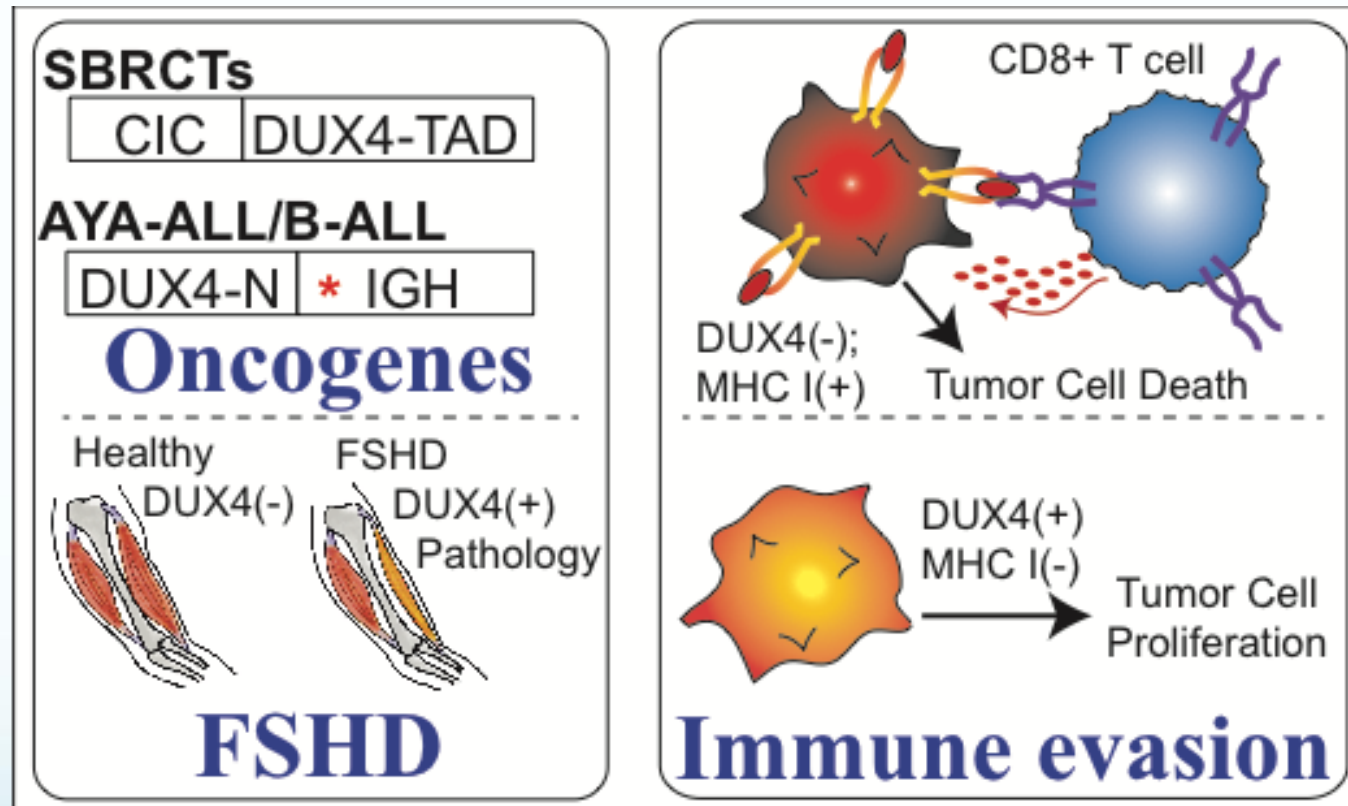 SBRCTs
CIC DUX4-TAD
AYA-ALL/B-ALL
DUX4-N * IGH
Oncogenes
Healthy
DUX4(-)
FSHD
DUX4(+)
Pathology
FSHD
CD8+ T cell
DUX4(-);
MHC I(+)
Tumor Cell Death
DUX4(+)
MHC I(-)
Tumor Cell
Proliferation
Immune evasion